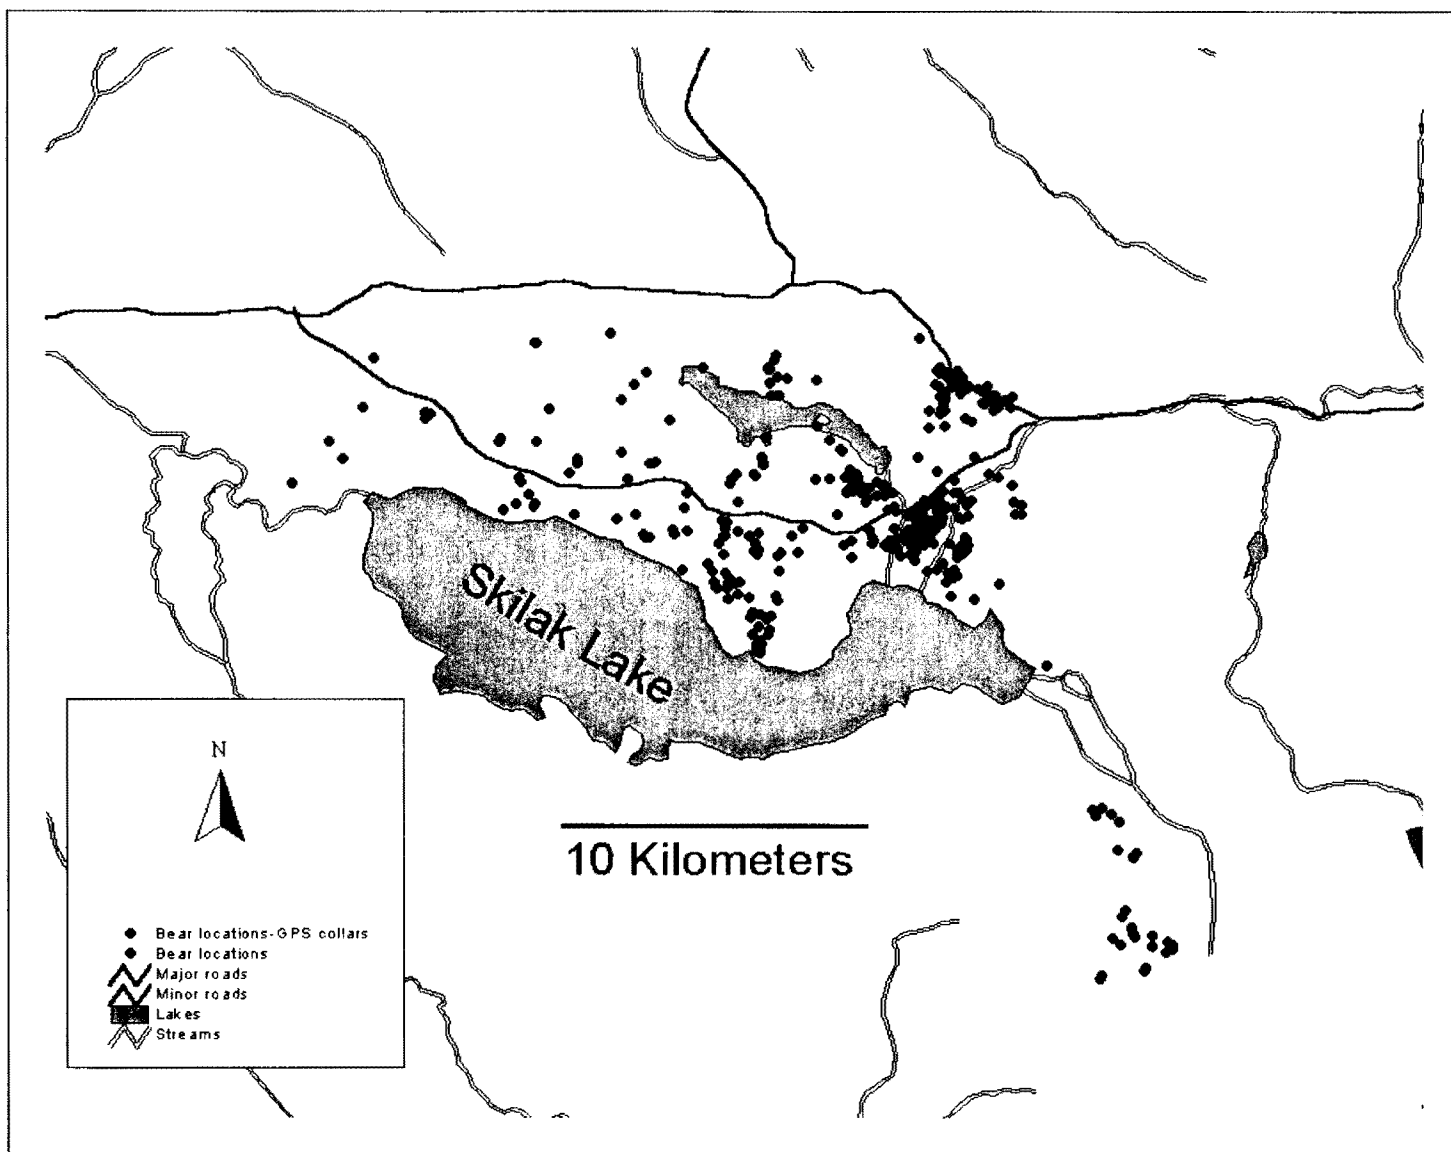 Skilak Lake
N
10 Kilometers
Bear locations-GPS collars
Bear locations
Major roads
Minor roads
Lakes
Streams